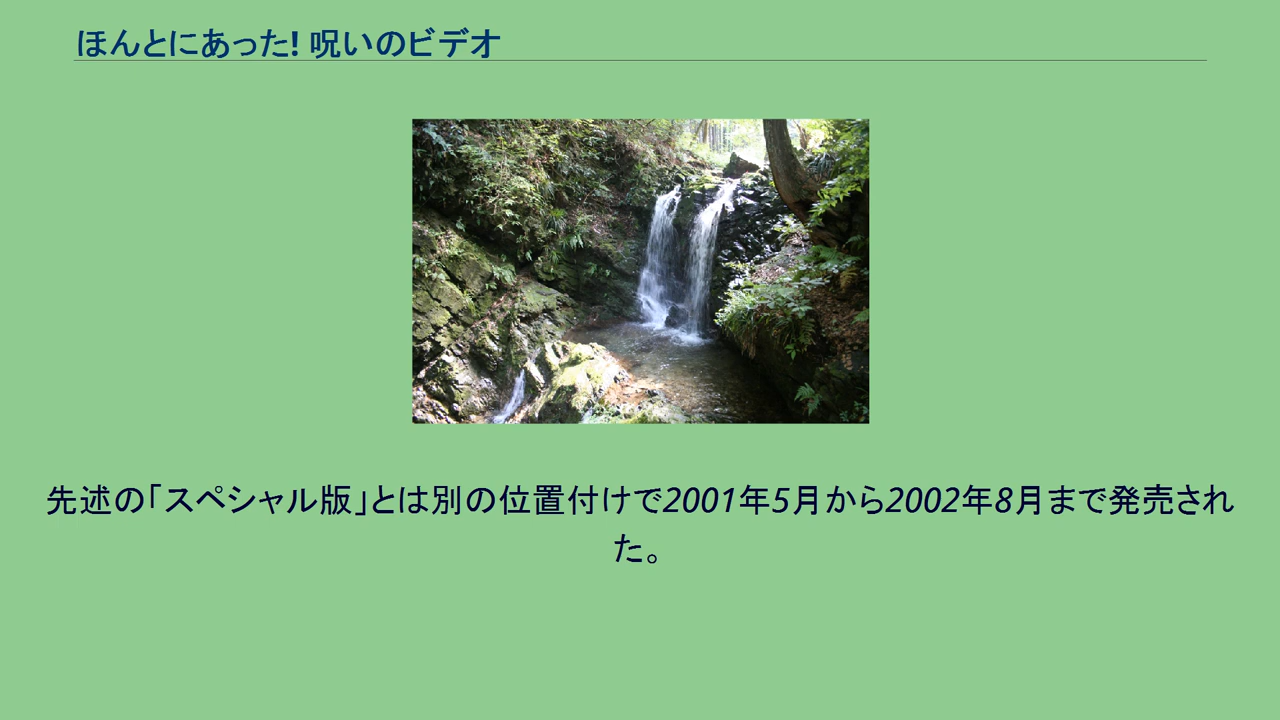 ほんとにあった! 呪いのビデオ
先述の「スペシャル版」とは別の位置付けで2001年5月から2002年8月まで発売され
た。